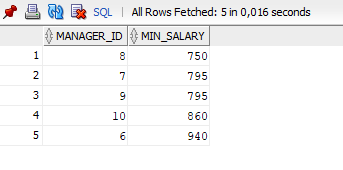 SQL | All Rows Fetched: 5 in 0,016 seconds
MANAGER_ID MIN_SALARY
1 8 750
2 7 795
3 9 795
4 10 860
5 6 940